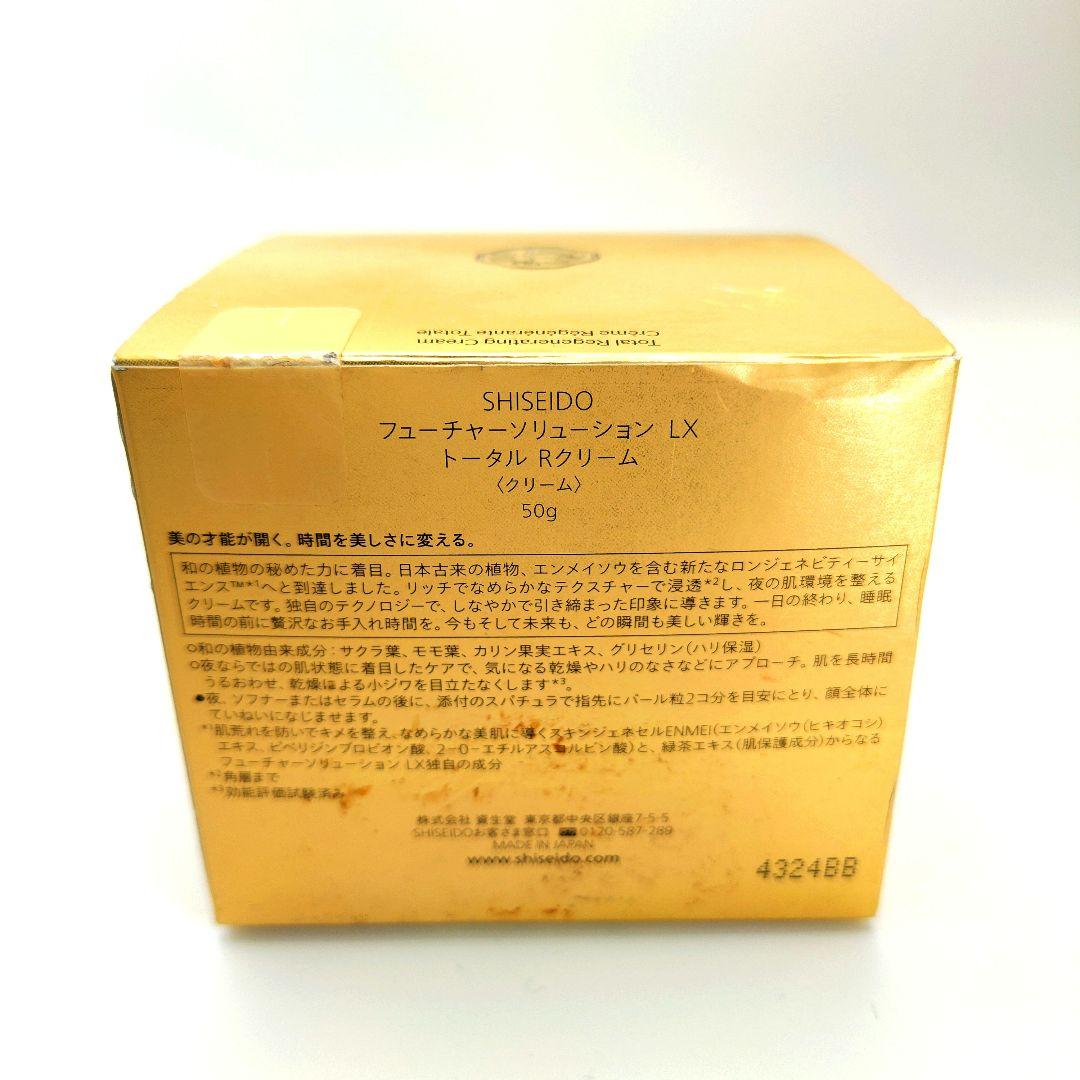 Crème Régénérante Totale
Total Regenerating Cream
SHISEIDO
フューチャーソリューション LX
トータル Rクリーム
〈クリーム〉
50g
美の才能が開く。時間を美しさに変える。
和の植物の秘めた力に着目。日本古来の植物、エンメイソウを含む新たなロンジェネビティーサイ
エンス™*1へと到達しました。リッチでなめらかなテクスチャーで浸透*2し、夜の肌環境を整える
クリームです。独自のテクノロジーで、しなやかで引き締まった印象に導きます。一日の終わり、睡眠
時間の前に贅沢なお手入れ時間を。今もそして未来も、どの瞬間も美しい輝きを。
○和の植物由来成分：サクラ葉、モモ葉、カリン果実エキス、グリセリン（ハリ保湿）
○夜ならではの肌状態に着目したケアで、気になる乾燥やハリのなさなどにアプローチ。肌を長時間
うるおわせ、乾燥による小ジワを目立たなくします*3。
●夜、ソフナーまたはセラムの後に、添付のスパチュラで指先にパール粒2コ分を目安にとり、顔全体に
ていねいになじませます。
*1肌荒れを防いでキメを整え、なめらかな美肌に導くスキンジェネセルENMEI（エンメイソウ（ヒキオコシ）
エキス、ピペリジンプロピオン酸、2-O-エチルアスコルビン酸）と、緑茶エキス（肌保護成分）からなる
フューチャーソリューション LX独自の成分
*2角層まで
*3効能評価試験済み
株式会社 資生堂 東京都中央区銀座7-5-5
SHISEIDOお客さま窓口 0120-587-289
MADE IN JAPAN
www.shiseido.com
4324BB